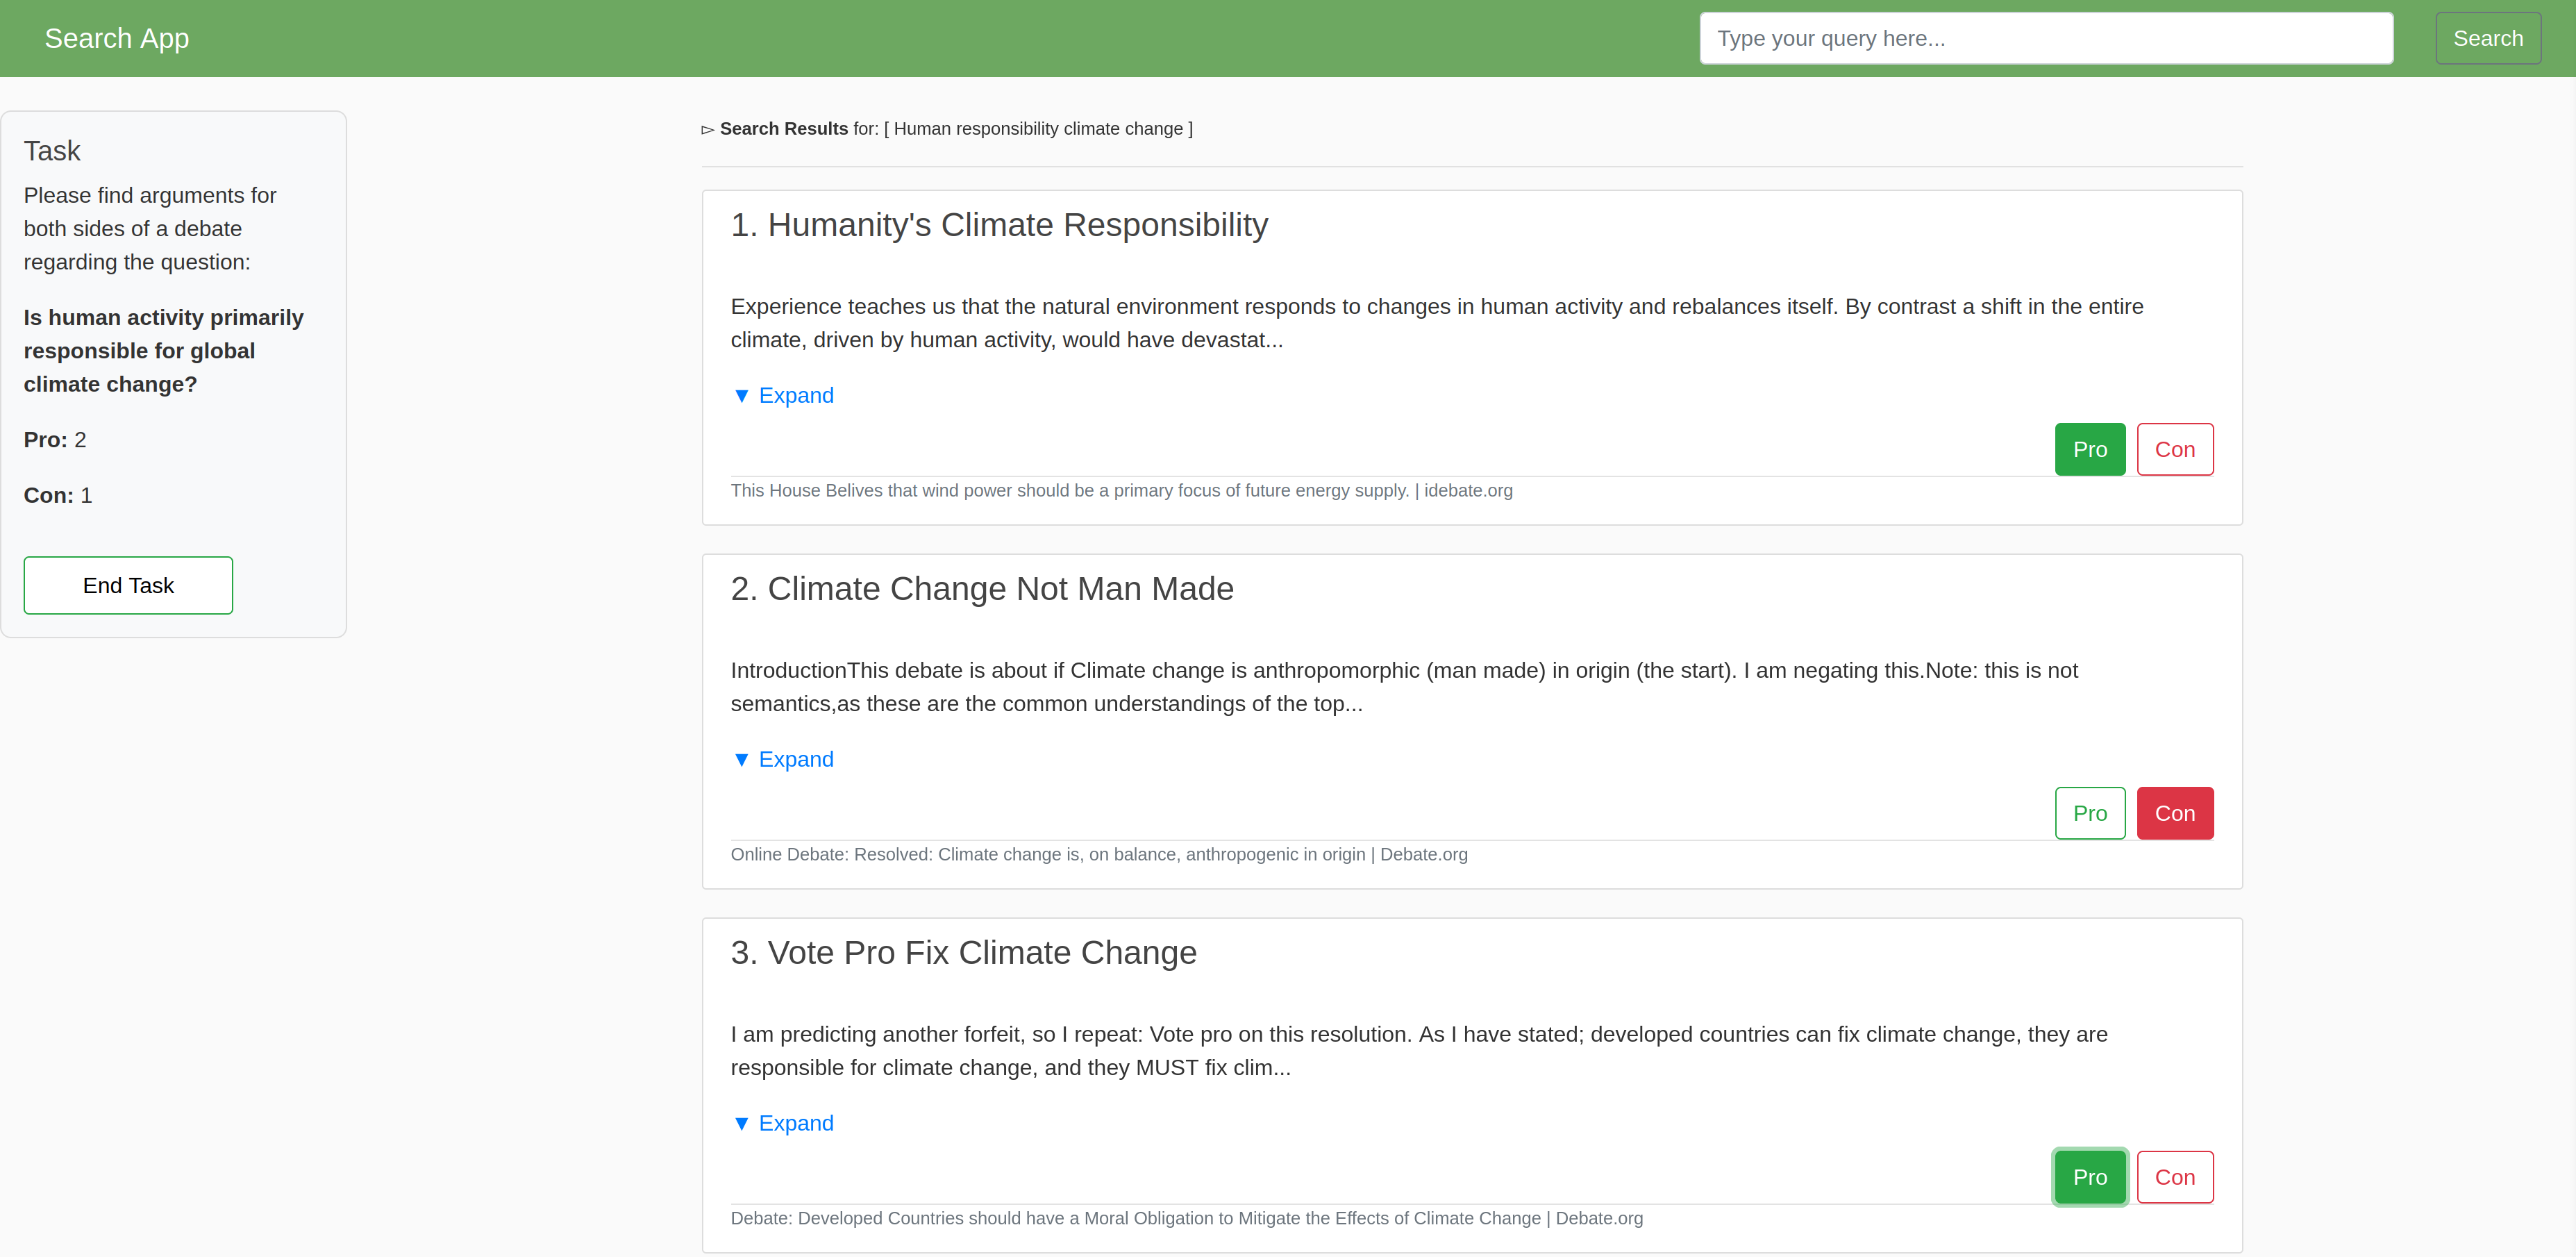 Search App
Type your query here...
Search
Task
Please find arguments for
both sides of a debate
regarding the question:
Is human activity primarily
responsible for global
climate change?
Pro: 2
Con: 1
End Task
▻ Search Results for: [ Human responsibility climate change ]
1. Humanity's Climate Responsibility
Experience teaches us that the natural environment responds to changes in human activity and rebalances itself. By contrast a shift in the entire
climate, driven by human activity, would have devastat...
▼ Expand
Pro Con
This House Belives that wind power should be a primary focus of future energy supply. | idebate.org
2. Climate Change Not Man Made
IntroductionThis debate is about if Climate change is anthropomorphic (man made) in origin (the start). I am negating this.Note: this is not
semantics,as these are the common understandings of the top...
▼ Expand
Pro Con
Online Debate: Resolved: Climate change is, on balance, anthropogenic in origin | Debate.org
3. Vote Pro Fix Climate Change
I am predicting another forfeit, so I repeat: Vote pro on this resolution. As I have stated; developed countries can fix climate change, they are
responsible for climate change, and they MUST fix clim...
▼ Expand
Pro Con
Debate: Developed Countries should have a Moral Obligation to Mitigate the Effects of Climate Change | Debate.org